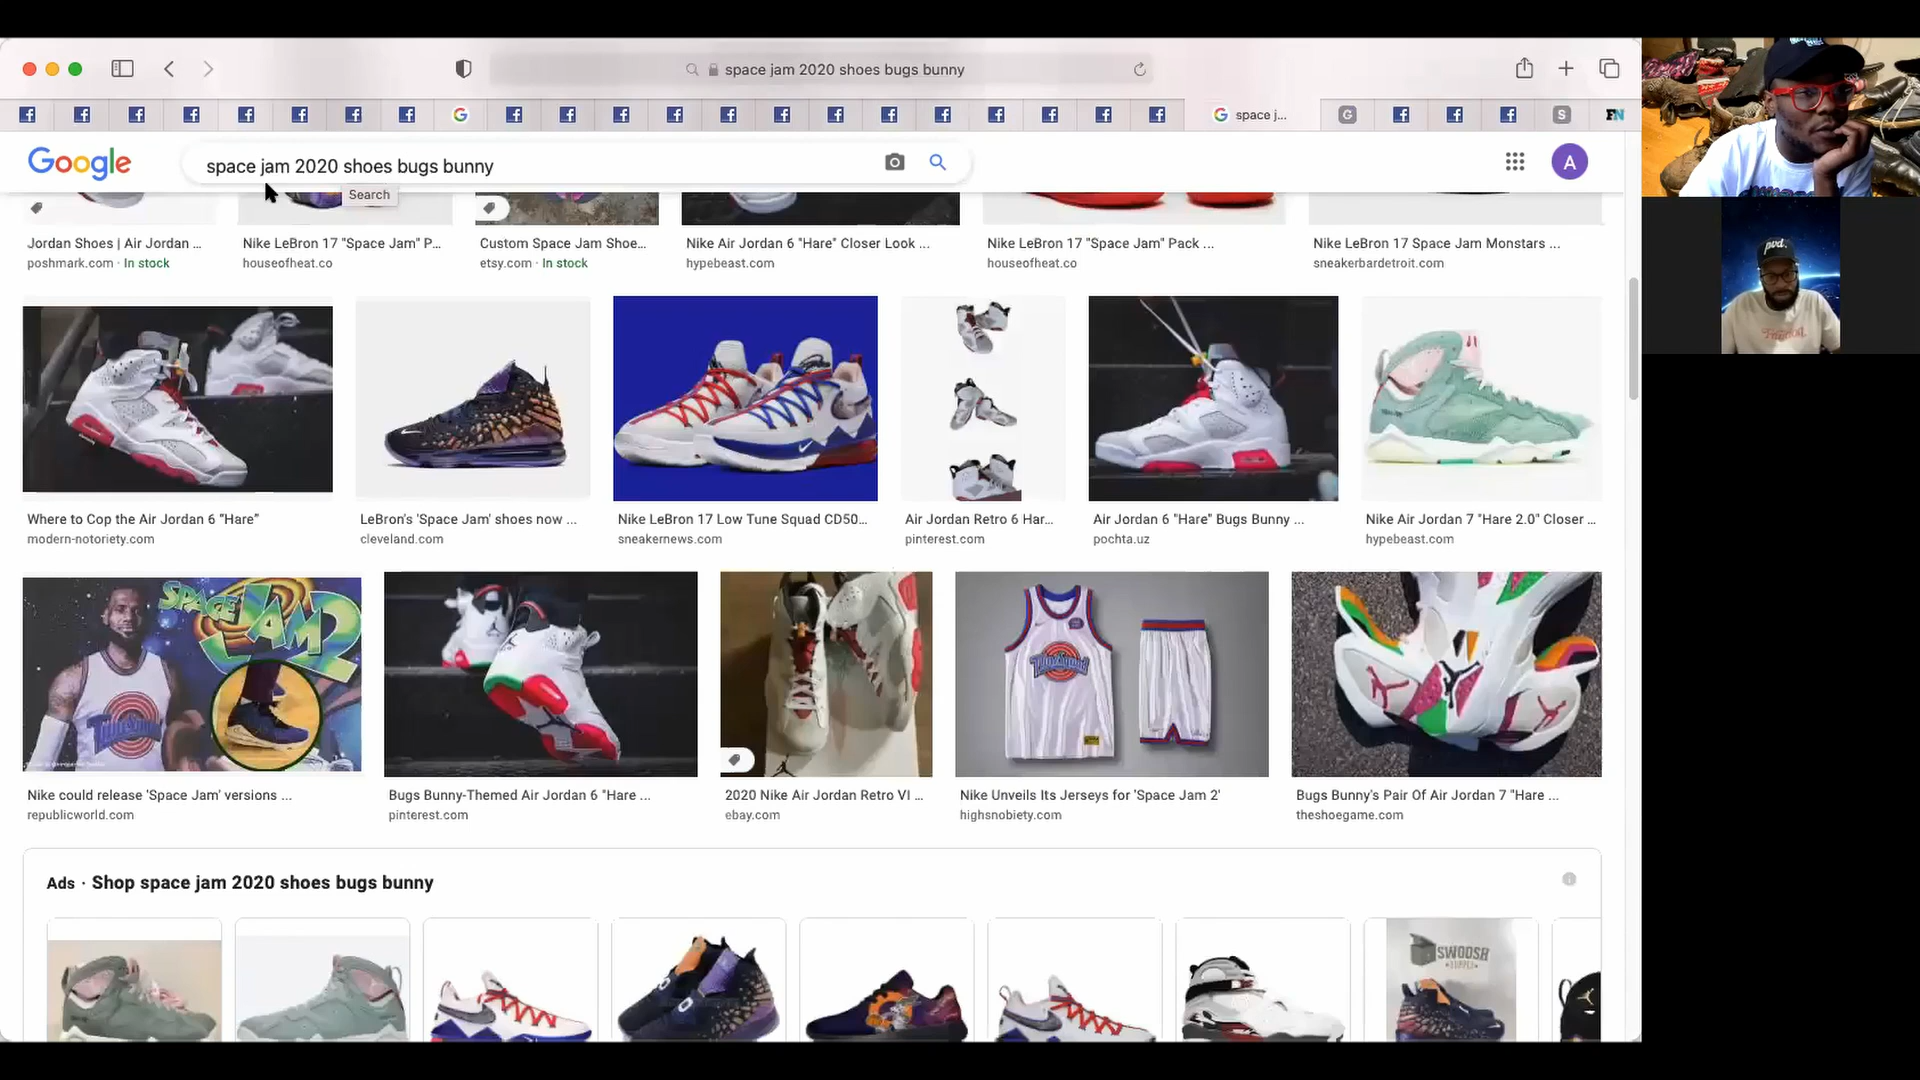 space jam 2020 shoes bugs bunny
space j...
G
S
FN
Google
space jam 2020 shoes bugs bunny
A
Search
Jordan Shoes | Air Jordan ...
poshmark.com · In stock
Nike LeBron 17 "Space Jam" P...
houseofheat.co
Custom Space Jam Shoe...
etsy.com · In stock
Nike Air Jordan 6 "Hare" Closer Look ...
hypebeast.com
Nike LeBron 17 "Space Jam" Pack ...
houseofheat.co
Nike LeBron 17 Space Jam Monstars ...
sneakerbardetroit.com
Where to Cop the Air Jordan 6 “Hare”
modern-notoriety.com
LeBron's 'Space Jam' shoes now ...
cleveland.com
Nike LeBron 17 Low Tune Squad CD50...
sneakernews.com
Air Jordan Retro 6 Har...
pinterest.com
Air Jordan 6 "Hare" Bugs Bunny ...
pochta.uz
Nike Air Jordan 7 "Hare 2.0" Closer ...
hypebeast.com
SPACE JAM 2
Tune Squad
Tune Squad
Nike could release 'Space Jam' versions ...
republicworld.com
Bugs Bunny-Themed Air Jordan 6 "Hare ...
pinterest.com
2020 Nike Air Jordan Retro VI ...
ebay.com
Nike Unveils Its Jerseys for 'Space Jam 2'
highsnobiety.com
Bugs Bunny's Pair Of Air Jordan 7 "Hare ...
theshoegame.com
Ads · Shop space jam 2020 shoes bugs bunny
SWOOSH
SUPPLY
pvd.